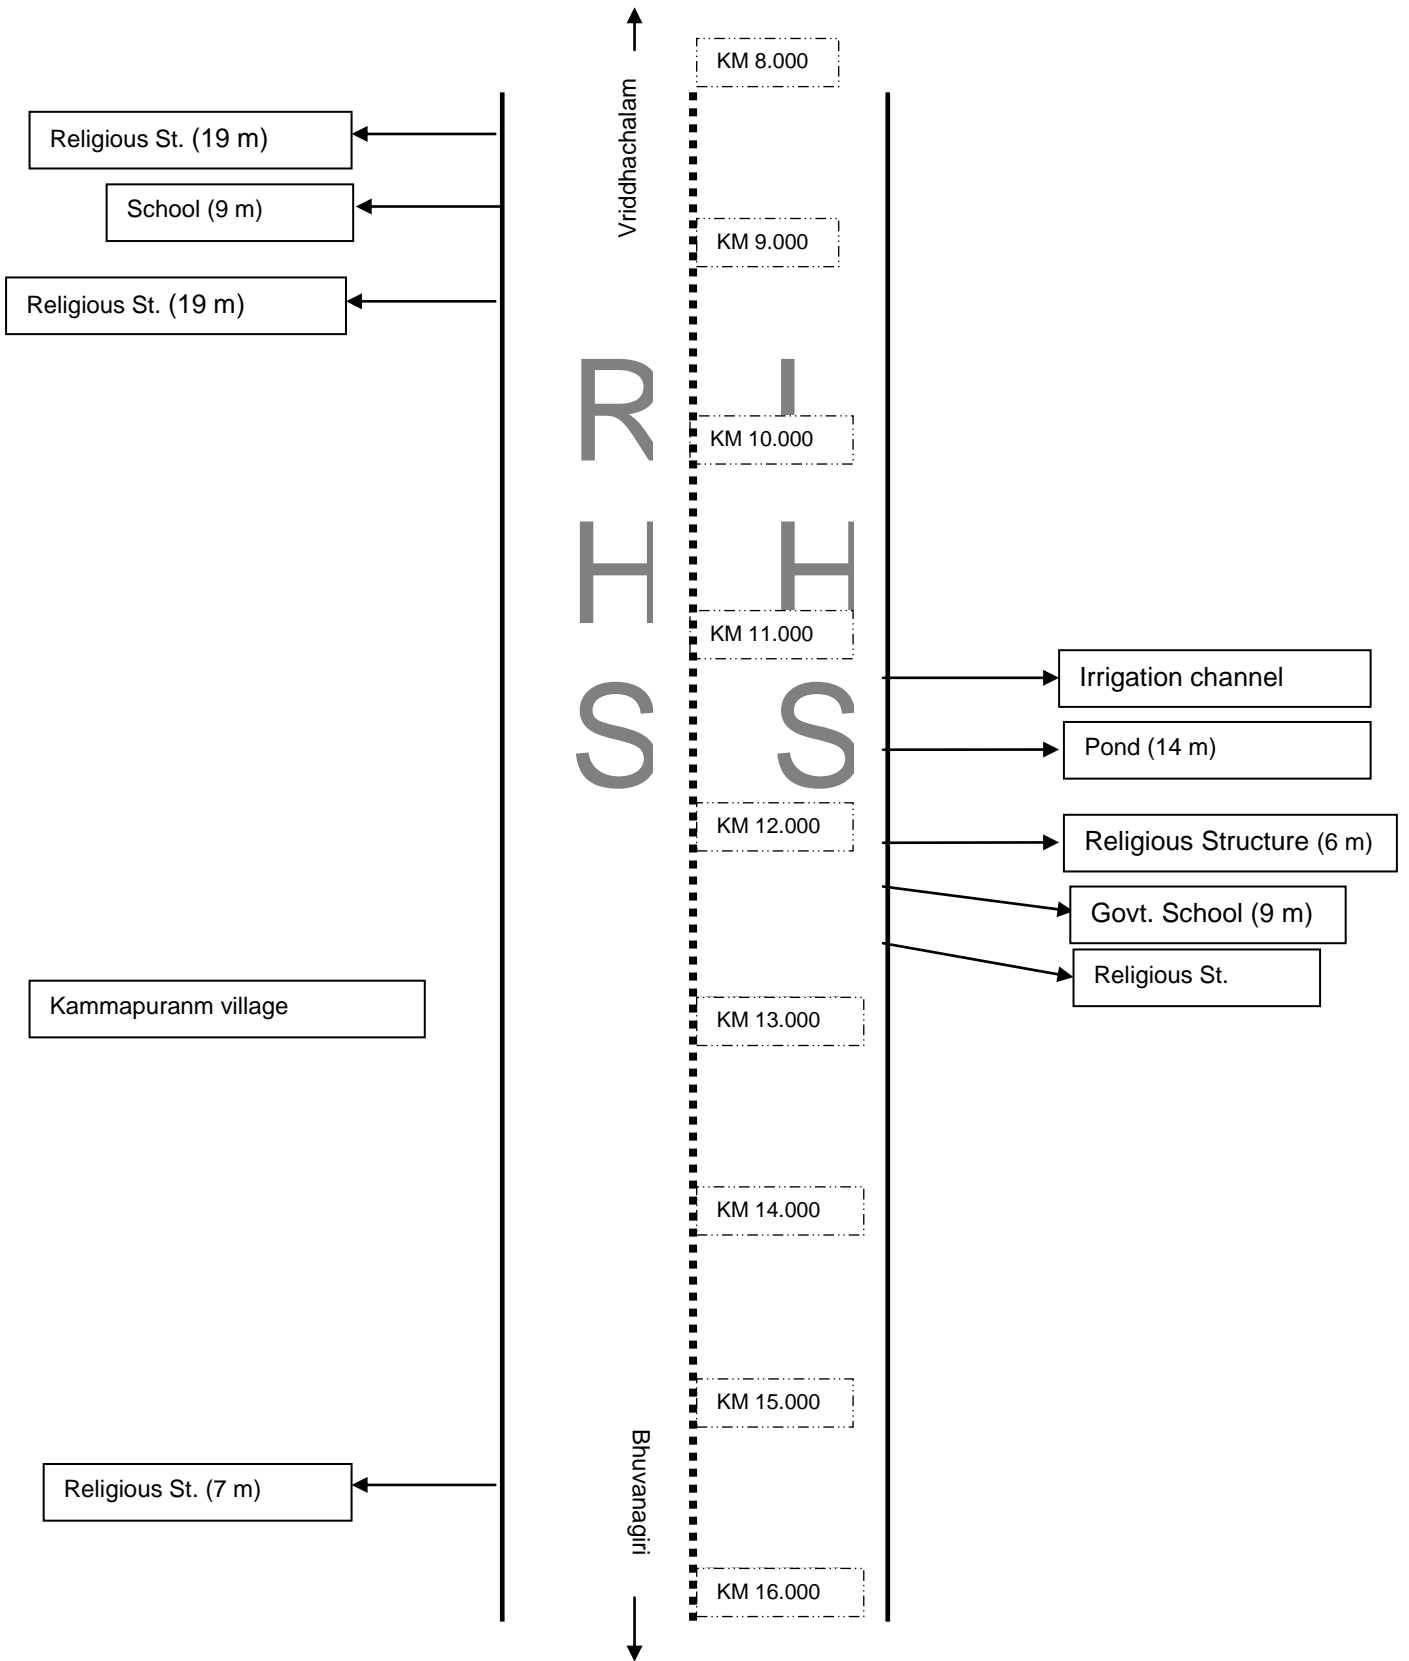 KM 8.000
Vriddhachalam
Religious St. (19 m)
School (9 m)
KM 9.000
Religious St. (19 m)
R L
KM 10.000
H H
KM 11.000
Irrigation channel
S S
Pond (14 m)
KM 12.000
Religious Structure (6 m)
Govt. School (9 m)
Religious St.
Kammapuranm village
KM 13.000
KM 14.000
KM 15.000
Bhuvanagiri
Religious St. (7 m)
KM 16.000